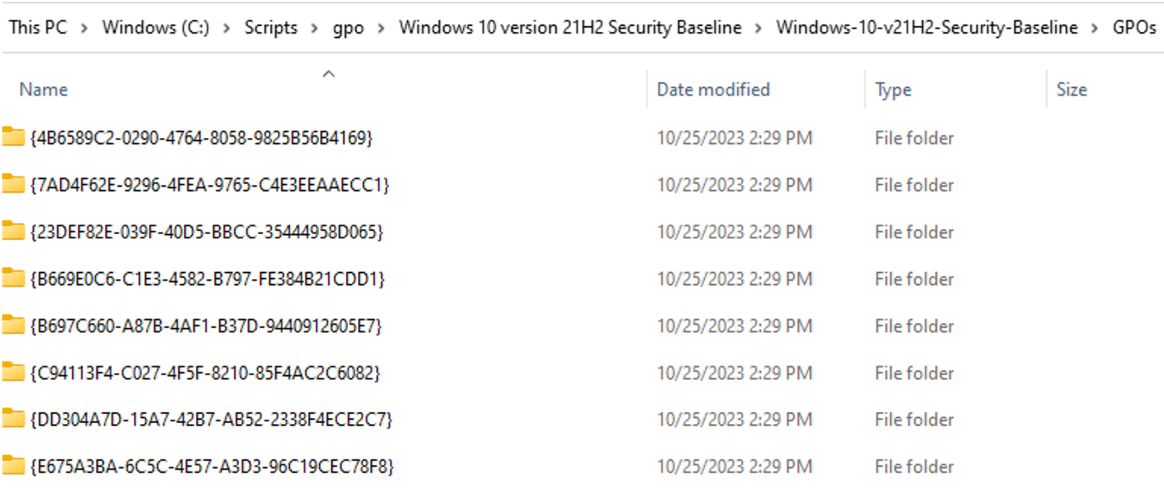 This PC > Windows (C:) > Scripts > gpo > Windows 10 version 21H2 Security Baseline > Windows-10-v21H2-Security-Baseline > GPOs
Name Date modified Type Size
{4B6589C2-0290-4764-8058-9825B56B4169} 10/25/2023 2:29 PM File folder
{7AD4F62E-9296-4FEA-9765-C4E3EEAAECC1} 10/25/2023 2:29 PM File folder
{23DEF82E-039F-40D5-BBCC-35444958D065} 10/25/2023 2:29 PM File folder
{B669E0C6-C1E3-4582-B797-FE384B21CDD1} 10/25/2023 2:29 PM File folder
{B697C660-A87B-4AF1-B37D-9440912605E7} 10/25/2023 2:29 PM File folder
{C94113F4-C027-4F5F-8210-85F4AC2C6082} 10/25/2023 2:29 PM File folder
{DD304A7D-15A7-42B7-AB52-2338F4ECE2C7} 10/25/2023 2:29 PM File folder
{E675A3BA-6C5C-4E57-A3D3-96C19CEC78F8} 10/25/2023 2:29 PM File folder